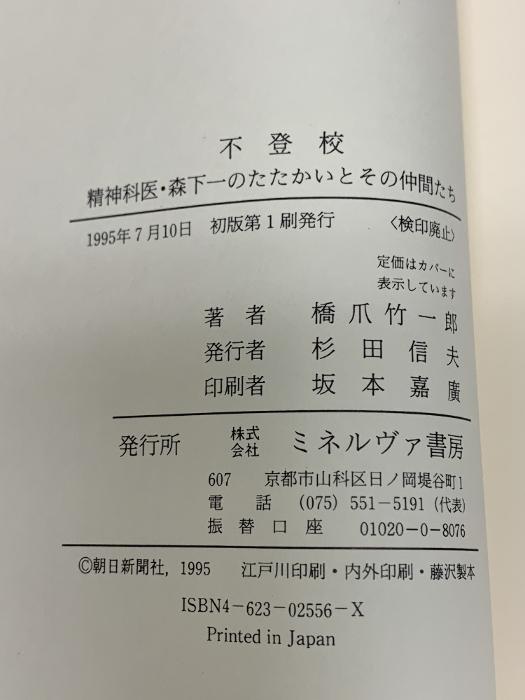 不登校
精神科医・森下一のたたかいとその仲間たち
1995年7月10日 初版第1刷発行 〈検印廃止〉
定価はカバーに
表示しています
著者 橋爪竹一郎
発行者 杉田信夫
印刷者 坂本嘉廣
発行所 株式会社 ミネルヴァ書房
607 京都市山科区日ノ岡堤谷町1
電話 (075) 551-5191 (代表)
振替口座 01020-0-8076
©朝日新聞社, 1995 江戸川印刷・内外印刷・藤沢製本
ISBN4-623-02556-X
Printed in Japan